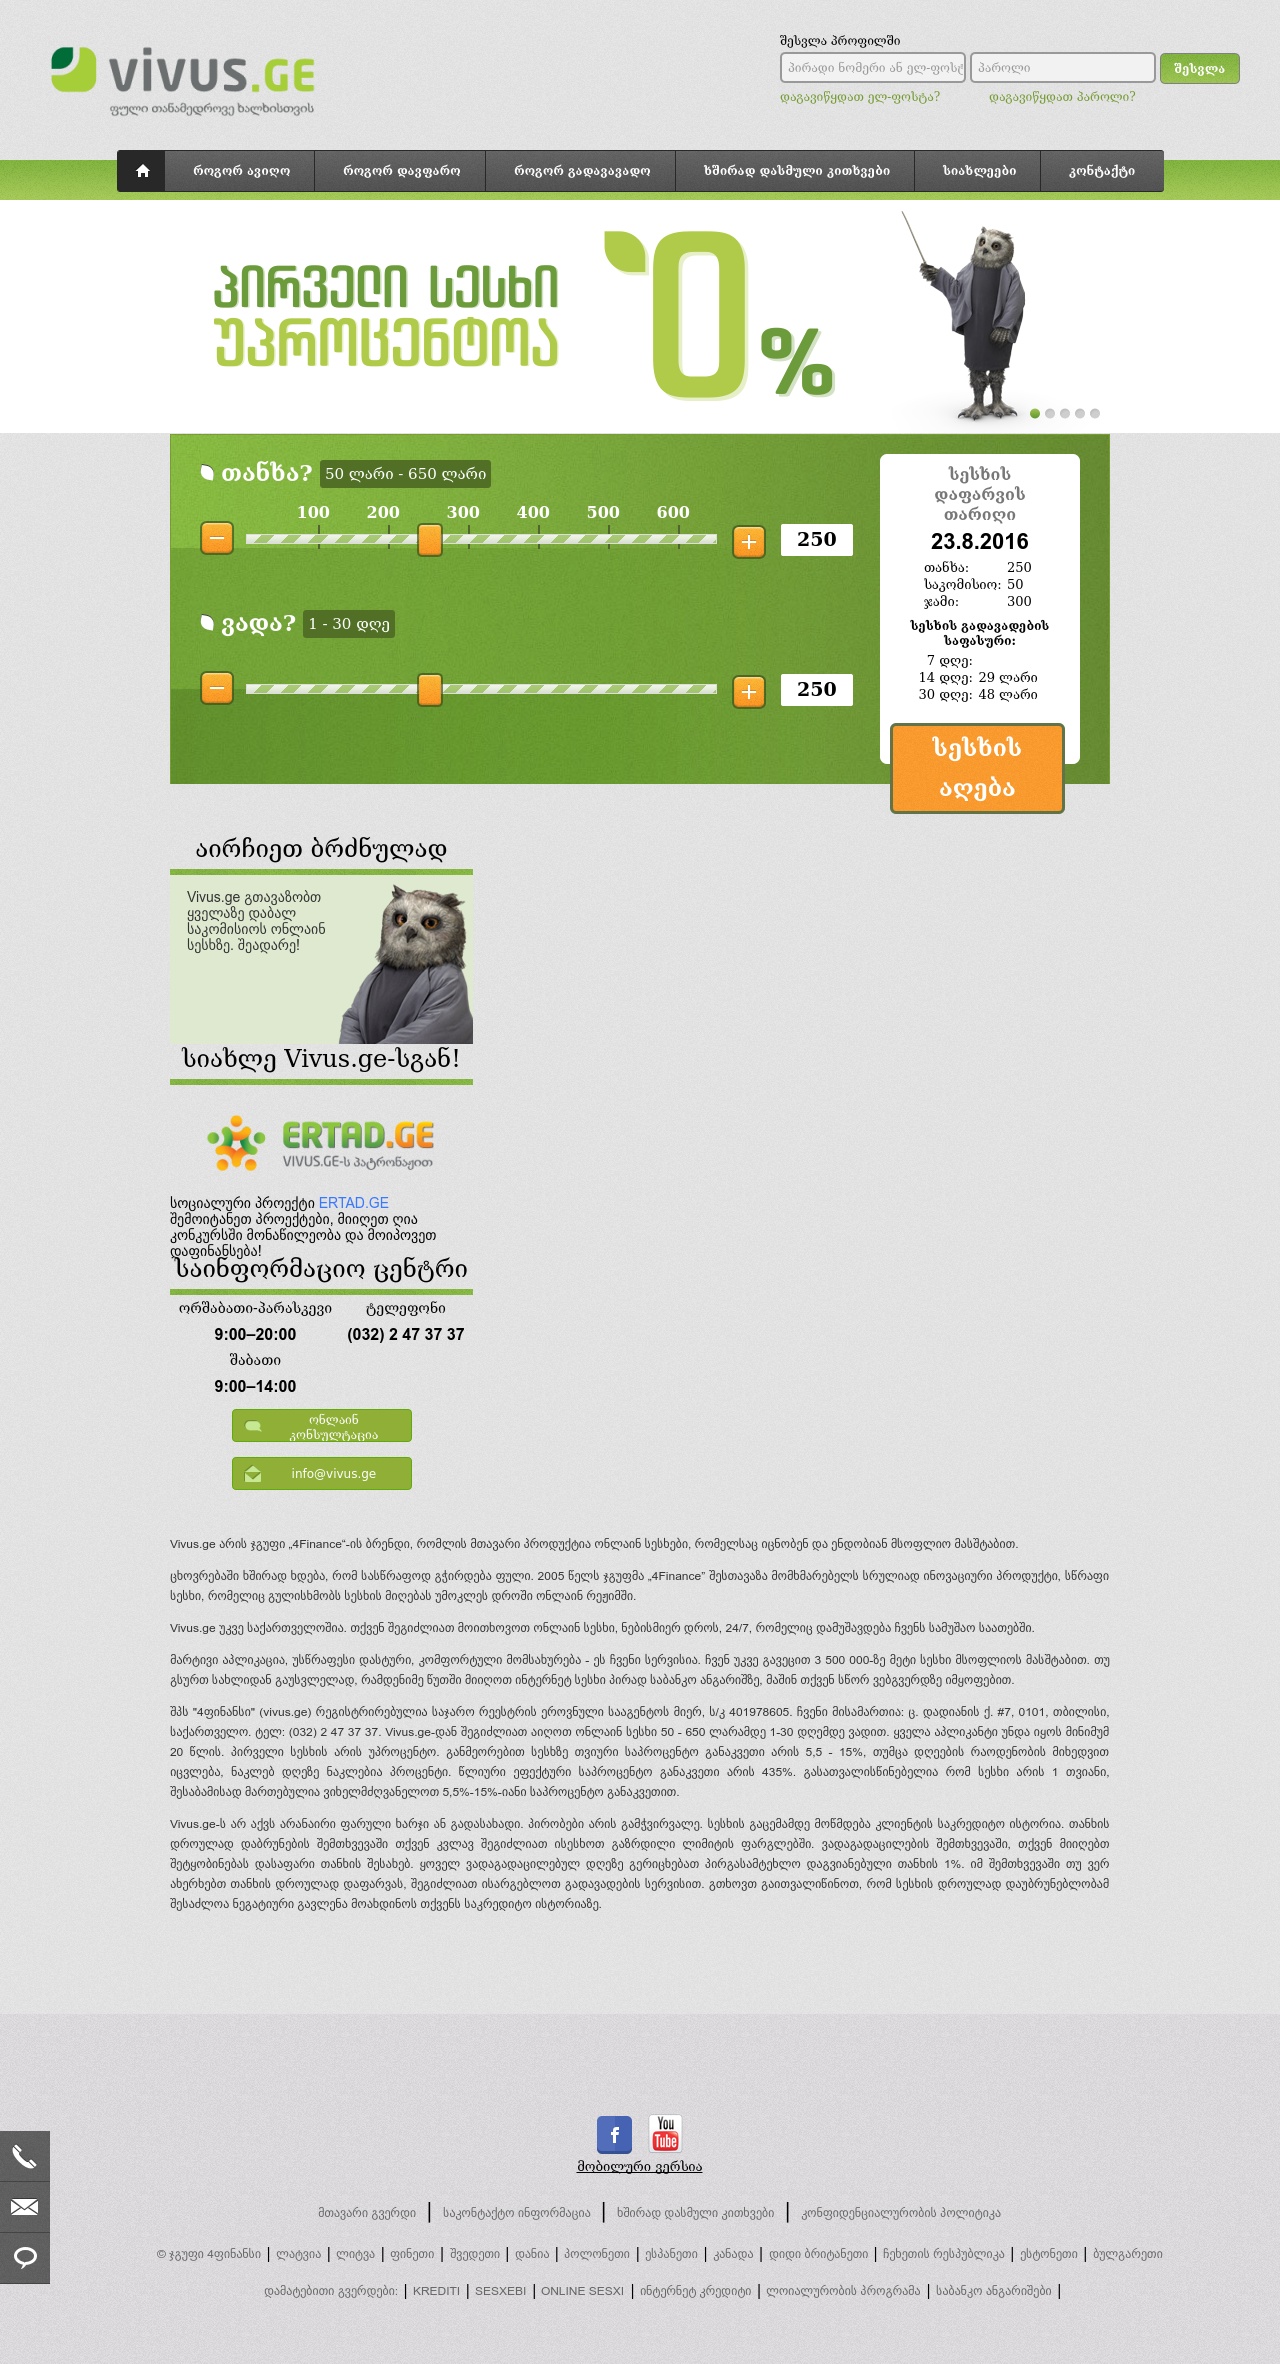 vivus.GE
ფული თანამედროვე ხალხისთვის
შესვლა პროფილში
პირადი ნომერი ან ელ-ფოსტ
პაროლი
შესვლა
დაგავიწყდათ ელ-ფოსტა?
დაგავიწყდათ პაროლი?
როგორ ავიღო
როგორ დავფარო
როგორ გადავავადო
ხშირად დასმული კითხვები
სიახლეები
კონტაქტი
პირველი სესხი
უპროცენტოა
0%
თანხა? 50 ლარი - 650 ლარი
100 200 300 400 500 600
250
ვადა? 1 - 30 დღე
250
სესხის
დაფარვის
თარიღი
23.8.2016
თანხა: 250
საკომისიო: 50
ჯამი: 300
სესხის გადავადების
საფასური:
7 დღე:
14 დღე: 29 ლარი
30 დღე: 48 ლარი
სესხის
აღება
აირჩიეთ ბრძნულად
Vivus.ge გთავაზობთ
ყველაზე დაბალ
საკომისიოს ონლაინ
სესხზე. შეადარე!
სიახლე Vivus.ge-სგან!
ERTAD.GE
VIVUS.GE-ს პატრონაჟით
სოციალური პროექტი ERTAD.GE
შემოიტანეთ პროექტები, მიიღეთ ღია
კონკურსში მონაწილეობა და მოიპოვეთ
დაფინანსება!
საინფორმაციო ცენტრი
ორშაბათი-პარასკევი ტელეფონი
9:00–20:00 (032) 2 47 37 37
შაბათი
9:00–14:00
ონლაინ
კონსულტაცია
info@vivus.ge
Vivus.ge არის ჯგუფი „4Finance“-ის ბრენდი, რომლის მთავარი პროდუქტია ონლაინ სესხები, რომელსაც იცნობენ და ენდობიან მსოფლიო მასშტაბით.
ცხოვრებაში ხშირად ხდება, რომ სასწრაფოდ გჭირდება ფული. 2005 წელს ჯგუფმა „4Finance” შესთავაზა მომხმარებელს სრულიად ინოვაციური პროდუქტი, სწრაფი
სესხი, რომელიც გულისხმობს სესხის მიღებას უმოკლეს დროში ონლაინ რეჟიმში.
Vivus.ge უკვე საქართველოშია. თქვენ შეგიძლიათ მოითხოვოთ ონლაინ სესხი, ნებისმიერ დროს, 24/7, რომელიც დამუშავდება ჩვენს სამუშაო საათებში.
მარტივი აპლიკაცია, უსწრაფესი დასტური, კომფორტული მომსახურება - ეს ჩვენი სერვისია. ჩვენ უკვე გავეცით 3 500 000-ზე მეტი სესხი მსოფლიოს მასშტაბით. თუ
გსურთ სახლიდან გაუსვლელად, რამდენიმე წუთში მიიღოთ ინტერნეტ სესხი პირად საბანკო ანგარიშზე, მაშინ თქვენ სწორ ვებგვერდზე იმყოფებით.
შპს "4ფინანსი" (vivus.ge) რეგისტრირებულია საჯარო რეესტრის ეროვნული სააგენტოს მიერ, ს/კ 401978605. ჩვენი მისამართია: ც. დადიანის ქ. #7, 0101, თბილისი,
საქართველო. ტელ: (032) 2 47 37 37. Vivus.ge-დან შეგიძლიათ აიღოთ ონლაინ სესხი 50 - 650 ლარამდე 1-30 დღემდე ვადით. ყველა აპლიკანტი უნდა იყოს მინიმუმ
20 წლის. პირველი სესხის არის უპროცენტო. განმეორებით სესხზე თვიური საპროცენტო განაკვეთი არის 5,5 - 15%, თუმცა დღეების რაოდენობის მიხედვით
იცვლება, ნაკლებ დღეზე ნაკლებია პროცენტი. წლიური ეფექტური საპროცენტო განაკვეთი არის 435%. გასათვალისწინებელია რომ სესხი არის 1 თვიანი,
შესაბამისად მართებულია ვიხელმძღვანელოთ 5,5%-15%-იანი საპროცენტო განაკვეთით.
Vivus.ge-ს არ აქვს არანაირი ფარული ხარჯი ან გადასახადი. პირობები არის გამჭვირვალე. სესხის გაცემამდე მოწმდება კლიენტის საკრედიტო ისტორია. თანხის
დროულად დაბრუნების შემთხვევაში თქვენ კვლავ შეგიძლიათ ისესხოთ გაზრდილი ლიმიტის ფარგლებში. ვადაგადაცილების შემთხვევაში, თქვენ მიიღებთ
შეტყობინებას დასაფარი თანხის შესახებ. ყოველ ვადაგადაცილებულ დღეზე გერიცხებათ პირგასამტეხლო დაგვიანებული თანხის 1%. იმ შემთხვევაში თუ ვერ
ახერხებთ თანხის დროულად დაფარვას, შეგიძლიათ ისარგებლოთ გადავადების სერვისით. გთხოვთ გაითვალიწინოთ, რომ სესხის დროულად დაუბრუნებლობამ
შესაძლოა ნეგატიური გავლენა მოახდინოს თქვენს საკრედიტო ისტორიაზე.
f
You
Tube
მობილური ვერსია
მთავარი გვერდი | საკონტაქტო ინფორმაცია | ხშირად დასმული კითხვები | კონფიდენციალურობის პოლიტიკა
© ჯგუფი 4ფინანსი | ლატვია | ლიტვა | ფინეთი | შვედეთი | დანია | პოლონეთი | ესპანეთი | კანადა | დიდი ბრიტანეთი | ჩეხეთის რესპუბლიკა | ესტონეთი | ბულგარეთი
დამატებითი გვერდები: | KREDITI | SESXEBI | ONLINE SESXI | ინტერნეტ კრედიტი | ლოიალურობის პროგრამა | საბანკო ანგარიშები |